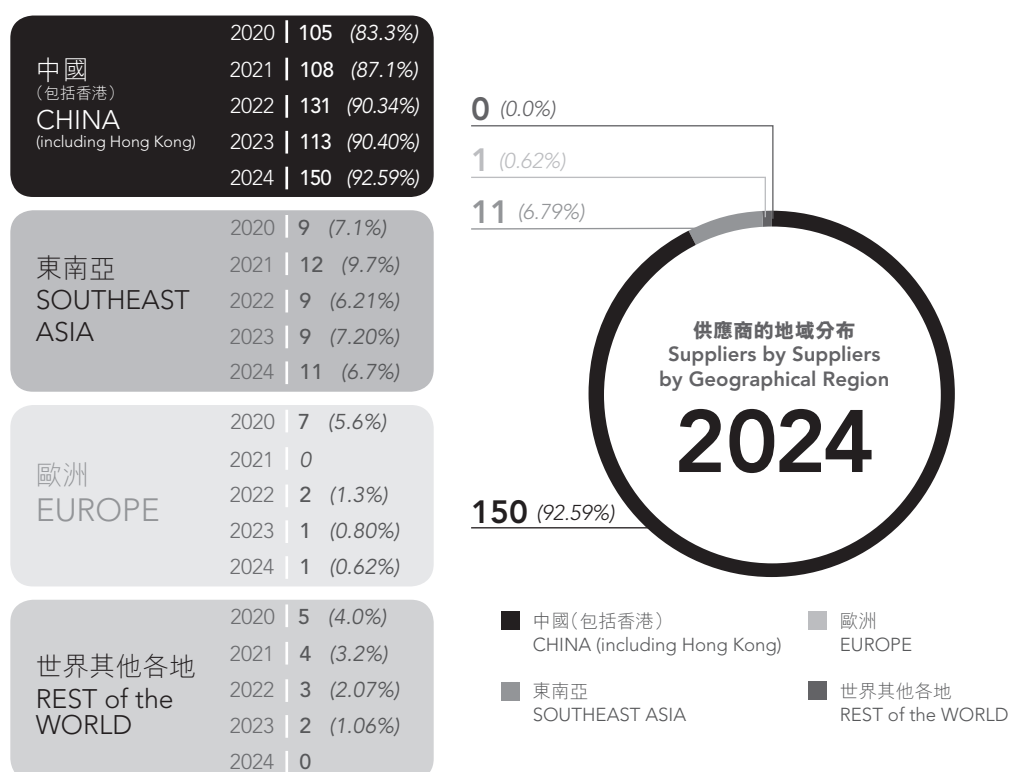 中國
（包括香港）
CHINA
(including Hong Kong)
2020 105 (83.3%)
2021 108 (87.1%)
2022 131 (90.34%)
2023 113 (90.40%)
2024 150 (92.59%)
東南亞
SOUTHEAST
ASIA
2020 9 (7.1%)
2021 12 (9.7%)
2022 9 (6.21%)
2023 9 (7.20%)
2024 11 (6.7%)
歐洲
EUROPE
2020 7 (5.6%)
2021 0
2022 2 (1.3%)
2023 1 (0.80%)
2024 1 (0.62%)
世界其他各地
REST of the
WORLD
2020 5 (4.0%)
2021 4 (3.2%)
2022 3 (2.07%)
2023 2 (1.06%)
2024 0
0 (0.0%)
1 (0.62%)
11 (6.79%)
150 (92.59%)
供應商的地域分布
Suppliers by Suppliers
by Geographical Region
2024
中國（包括香港）
CHINA (including Hong Kong)
歐洲
EUROPE
東南亞
SOUTHEAST ASIA
世界其他各地
REST of the WORLD